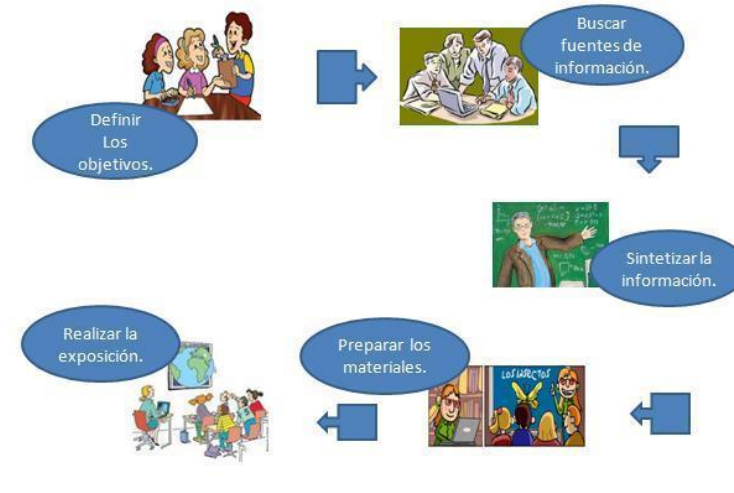 Definir
Los
objetivos.
Buscar
fuentes de
información.
Sintetizar la
información.
LOS INSECTOS
Preparar los
materiales.
Realizar la
exposición.